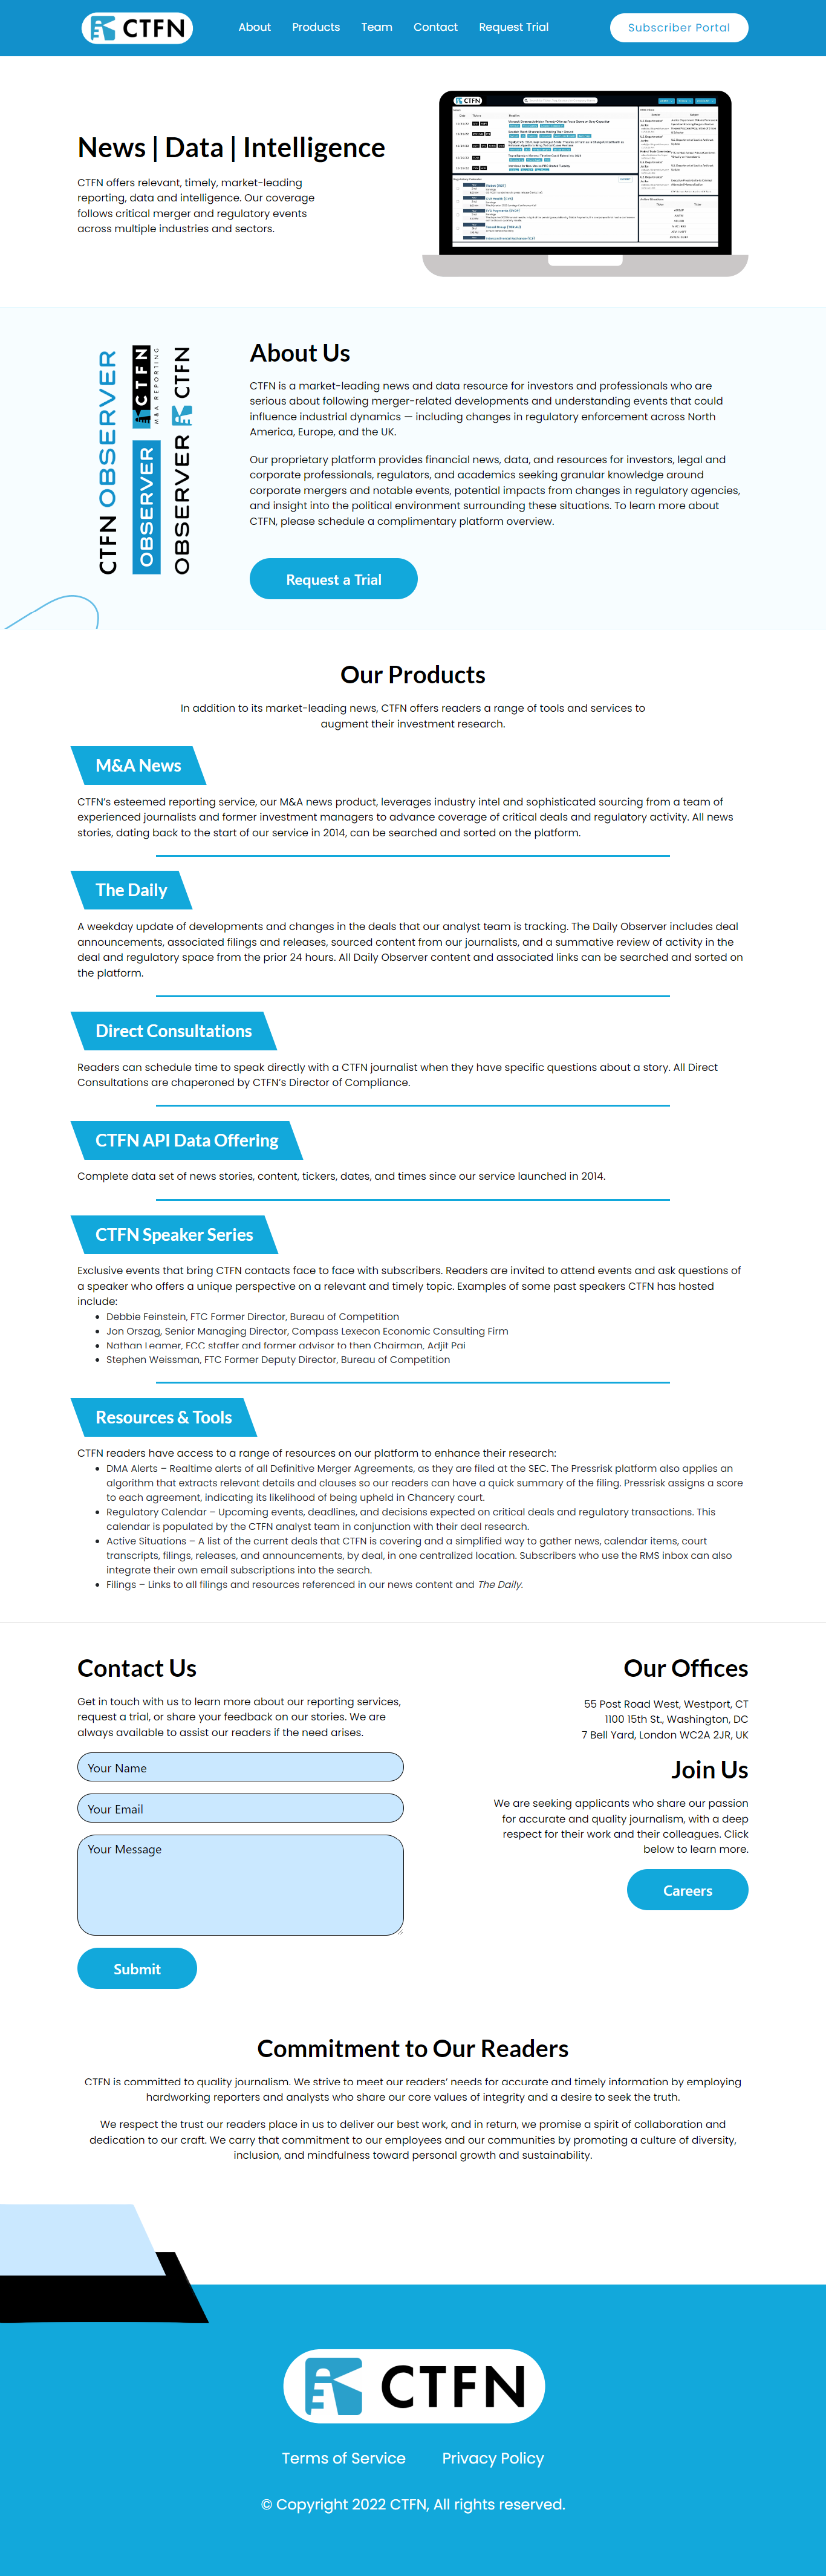 CTFN
About Products Team Contact Request Trial
Subscriber Portal
News | Data | Intelligence
CTFN offers relevant, timely, market-leading
reporting, data and intelligence. Our coverage
follows critical merger and regulatory events
across multiple industries and sectors.
CTFN OBSERVER
CTFN
M&A REPORTING
OBSERVER
OBSERVER CTFN
About Us
CTFN is a market-leading news and data resource for investors and professionals who are
serious about following merger-related developments and understanding events that could
influence industrial dynamics — including changes in regulatory enforcement across North
America, Europe, and the UK.
Our proprietary platform provides financial news, data, and resources for investors, legal and
corporate professionals, regulators, and academics seeking granular knowledge around
corporate mergers and notable events, potential impacts from changes in regulatory agencies,
and insight into the political environment surrounding these situations. To learn more about
CTFN, please schedule a complimentary platform overview.
Request a Trial
Our Products
In addition to its market-leading news, CTFN offers readers a range of tools and services to
augment their investment research.
M&A News
CTFN's esteemed reporting service, our M&A news product, leverages industry intel and sophisticated sourcing from a team of
experienced journalists and former investment managers to advance coverage of critical deals and regulatory activity. All news
stories, dating back to the start of our service in 2014, can be searched and sorted on the platform.
The Daily
A weekday update of developments and changes in the deals that our analyst team is tracking. The Daily Observer includes deal
announcements, associated filings and releases, sourced content from our journalists, and a summative review of activity in the
deal and regulatory space from the prior 24 hours. All Daily Observer content and associated links can be searched and sorted on
the platform.
Direct Consultations
Readers can schedule time to speak directly with a CTFN journalist when they have specific questions about a story. All Direct
Consultations are chaperoned by CTFN's Director of Compliance.
CTFN API Data Offering
Complete data set of news stories, content, tickers, dates, and times since our service launched in 2014.
CTFN Speaker Series
Exclusive events that bring CTFN contacts face to face with subscribers. Readers are invited to attend events and ask questions of
a speaker who offers a unique perspective on a relevant and timely topic. Examples of some past speakers CTFN has hosted
include:
• Debbie Feinstein, FTC Former Director, Bureau of Competition
• Jon Orszag, Senior Managing Director, Compass Lexecon Economic Consulting Firm
• Nathan Leamer, FCC staffer and former advisor to then Chairman, Adjit Pai
• Stephen Weissman, FTC Former Deputy Director, Bureau of Competition
Resources & Tools
CTFN readers have access to a range of resources on our platform to enhance their research:
• DMA Alerts – Realtime alerts of all Definitive Merger Agreements, as they are filed at the SEC. The Pressrisk platform also applies an
algorithm that extracts relevant details and clauses so our readers can have a quick summary of the filing. Pressrisk assigns a score
to each agreement, indicating its likelihood of being upheld in Chancery court.
• Regulatory Calendar – Upcoming events, deadlines, and decisions expected on critical deals and regulatory transactions. This
calendar is populated by the CTFN analyst team in conjunction with their deal research.
• Active Situations – A list of the current deals that CTFN is covering and a simplified way to gather news, calendar items, court
transcripts, filings, releases, and announcements, by deal, in one centralized location. Subscribers who use the RMS inbox can also
integrate their own email subscriptions into the search.
• Filings – Links to all filings and resources referenced in our news content and The Daily.
Contact Us
Get in touch with us to learn more about our reporting services,
request a trial, or share your feedback on our stories. We are
always available to assist our readers if the need arises.
Your Name
Your Email
Your Message
Submit
Our Offices
55 Post Road West, Westport, CT
1100 15th St., Washington, DC
7 Bell Yard, London WC2A 2JR, UK
Join Us
We are seeking applicants who share our passion
for accurate and quality journalism, with a deep
respect for their work and their colleagues. Click
below to learn more.
Careers
Commitment to Our Readers
CTFN is committed to quality journalism. We strive to meet our readers' needs for accurate and timely information by employing
hardworking reporters and analysts who share our core values of integrity and a desire to seek the truth.
We respect the trust our readers place in us to deliver our best work, and in return, we promise a spirit of collaboration and
dedication to our craft. We carry that commitment to our employees and our communities by promoting a culture of diversity,
inclusion, and mindfulness toward personal growth and sustainability.
CTFN
Terms of Service Privacy Policy
© Copyright 2022 CTFN, All rights reserved.